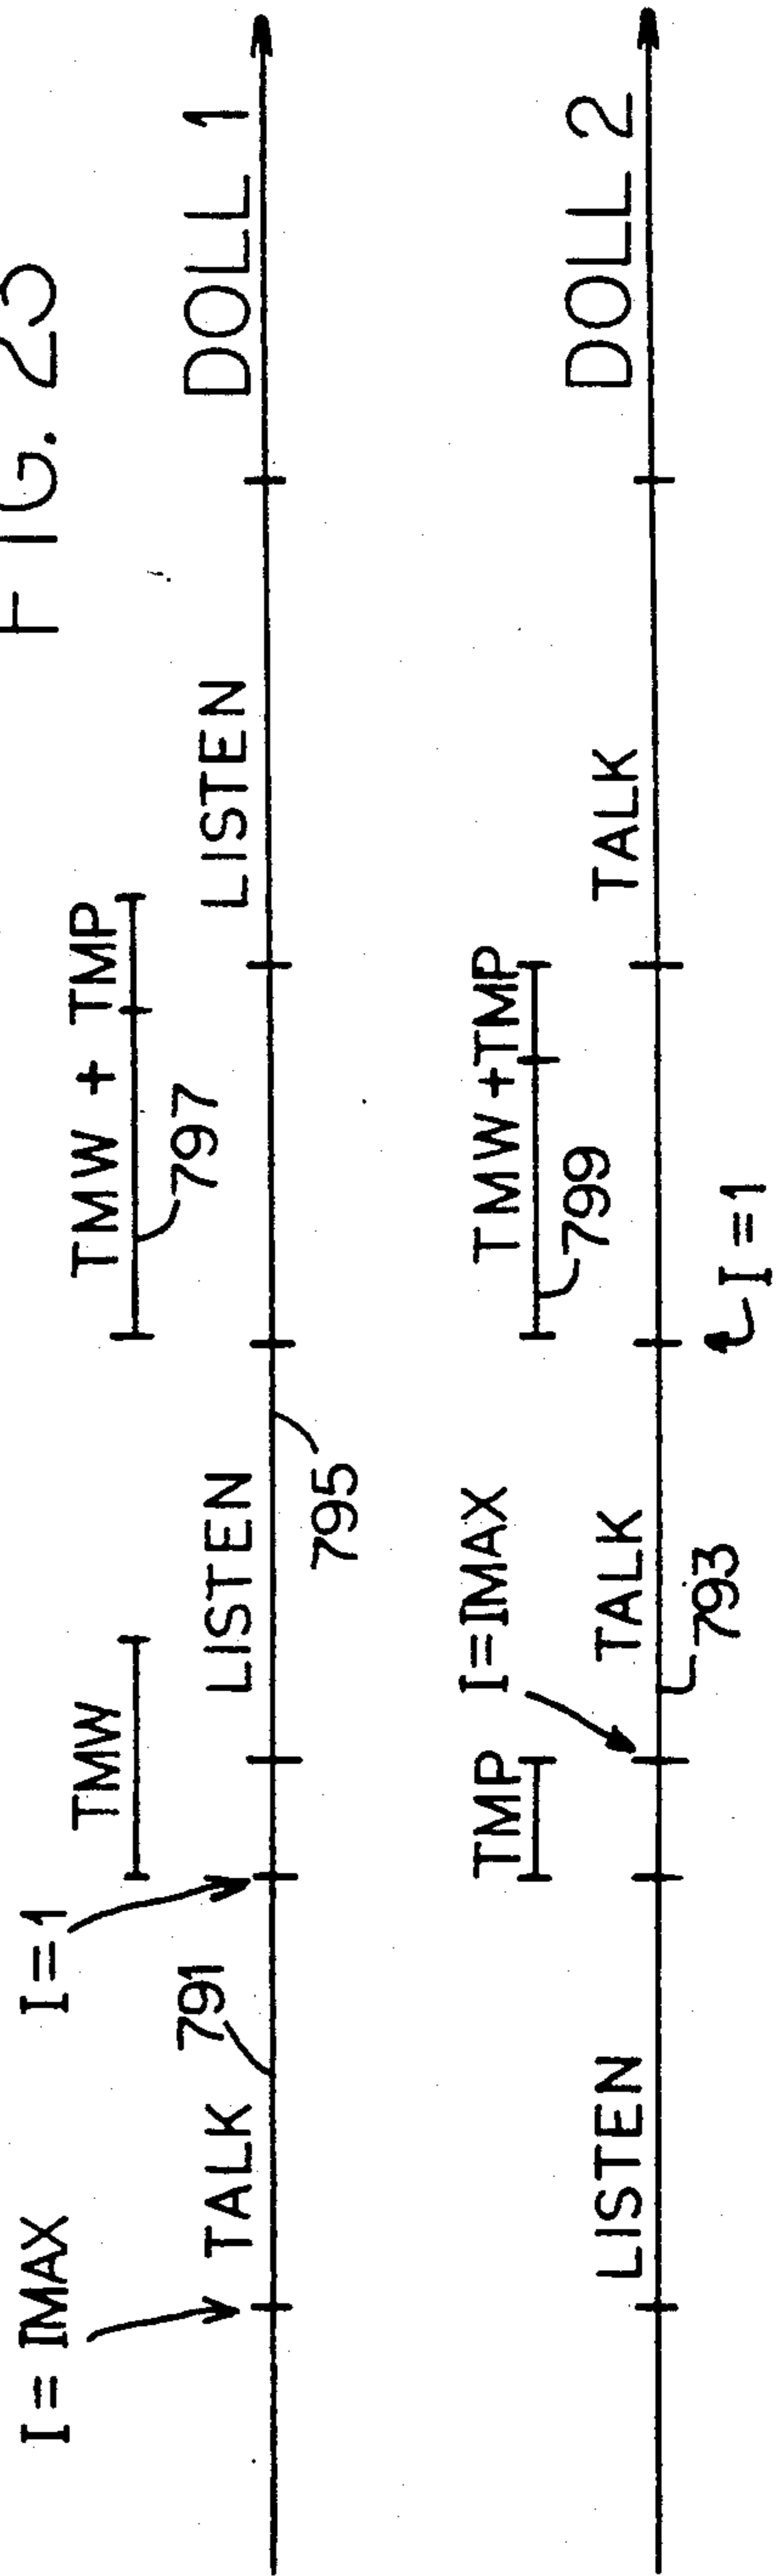 FIG. 25
I = IMAX
I = 1
TMW
TMW + TMP
797
791
TALK
LISTEN
LISTEN
DOLL 1
795
I=IMAX
TMP
TMW+TMP
799
LISTEN
TALK
TALK
DOLL 2
793
I=1